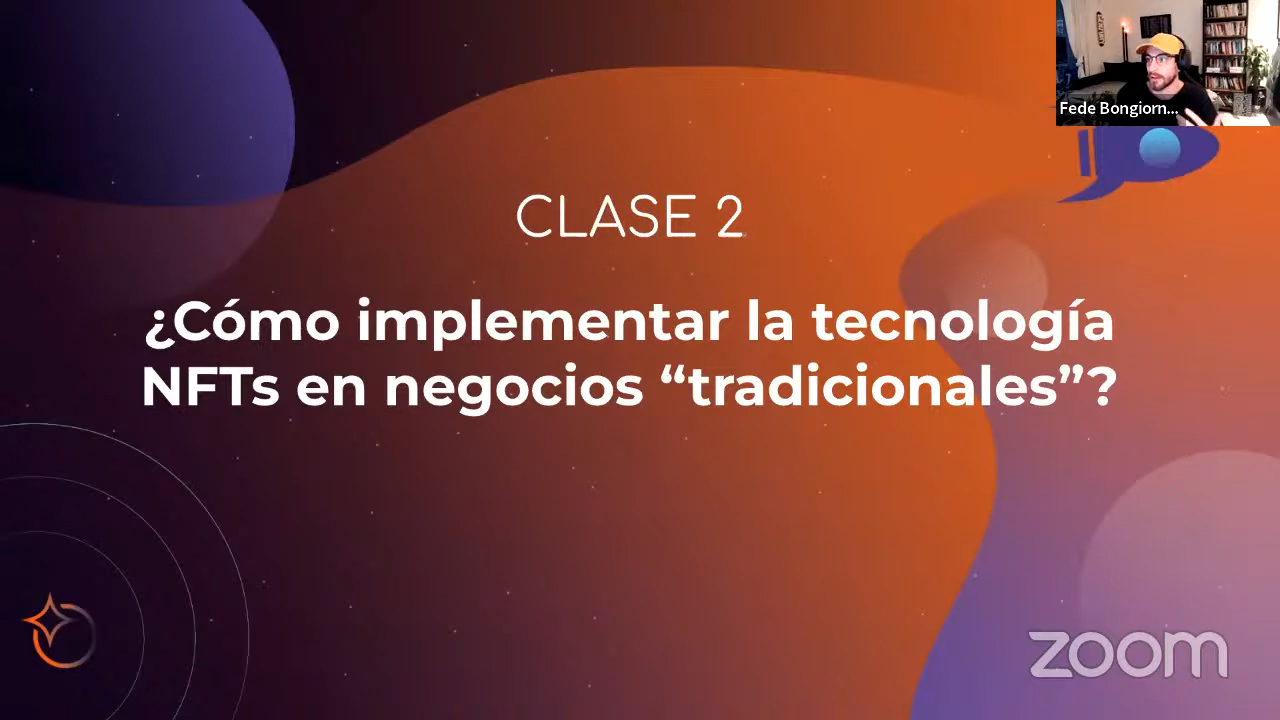 Fede Bongiorn...
CLASE 2
¿Cómo implementar la tecnología
NFTs en negocios “tradicionales”?
zoom